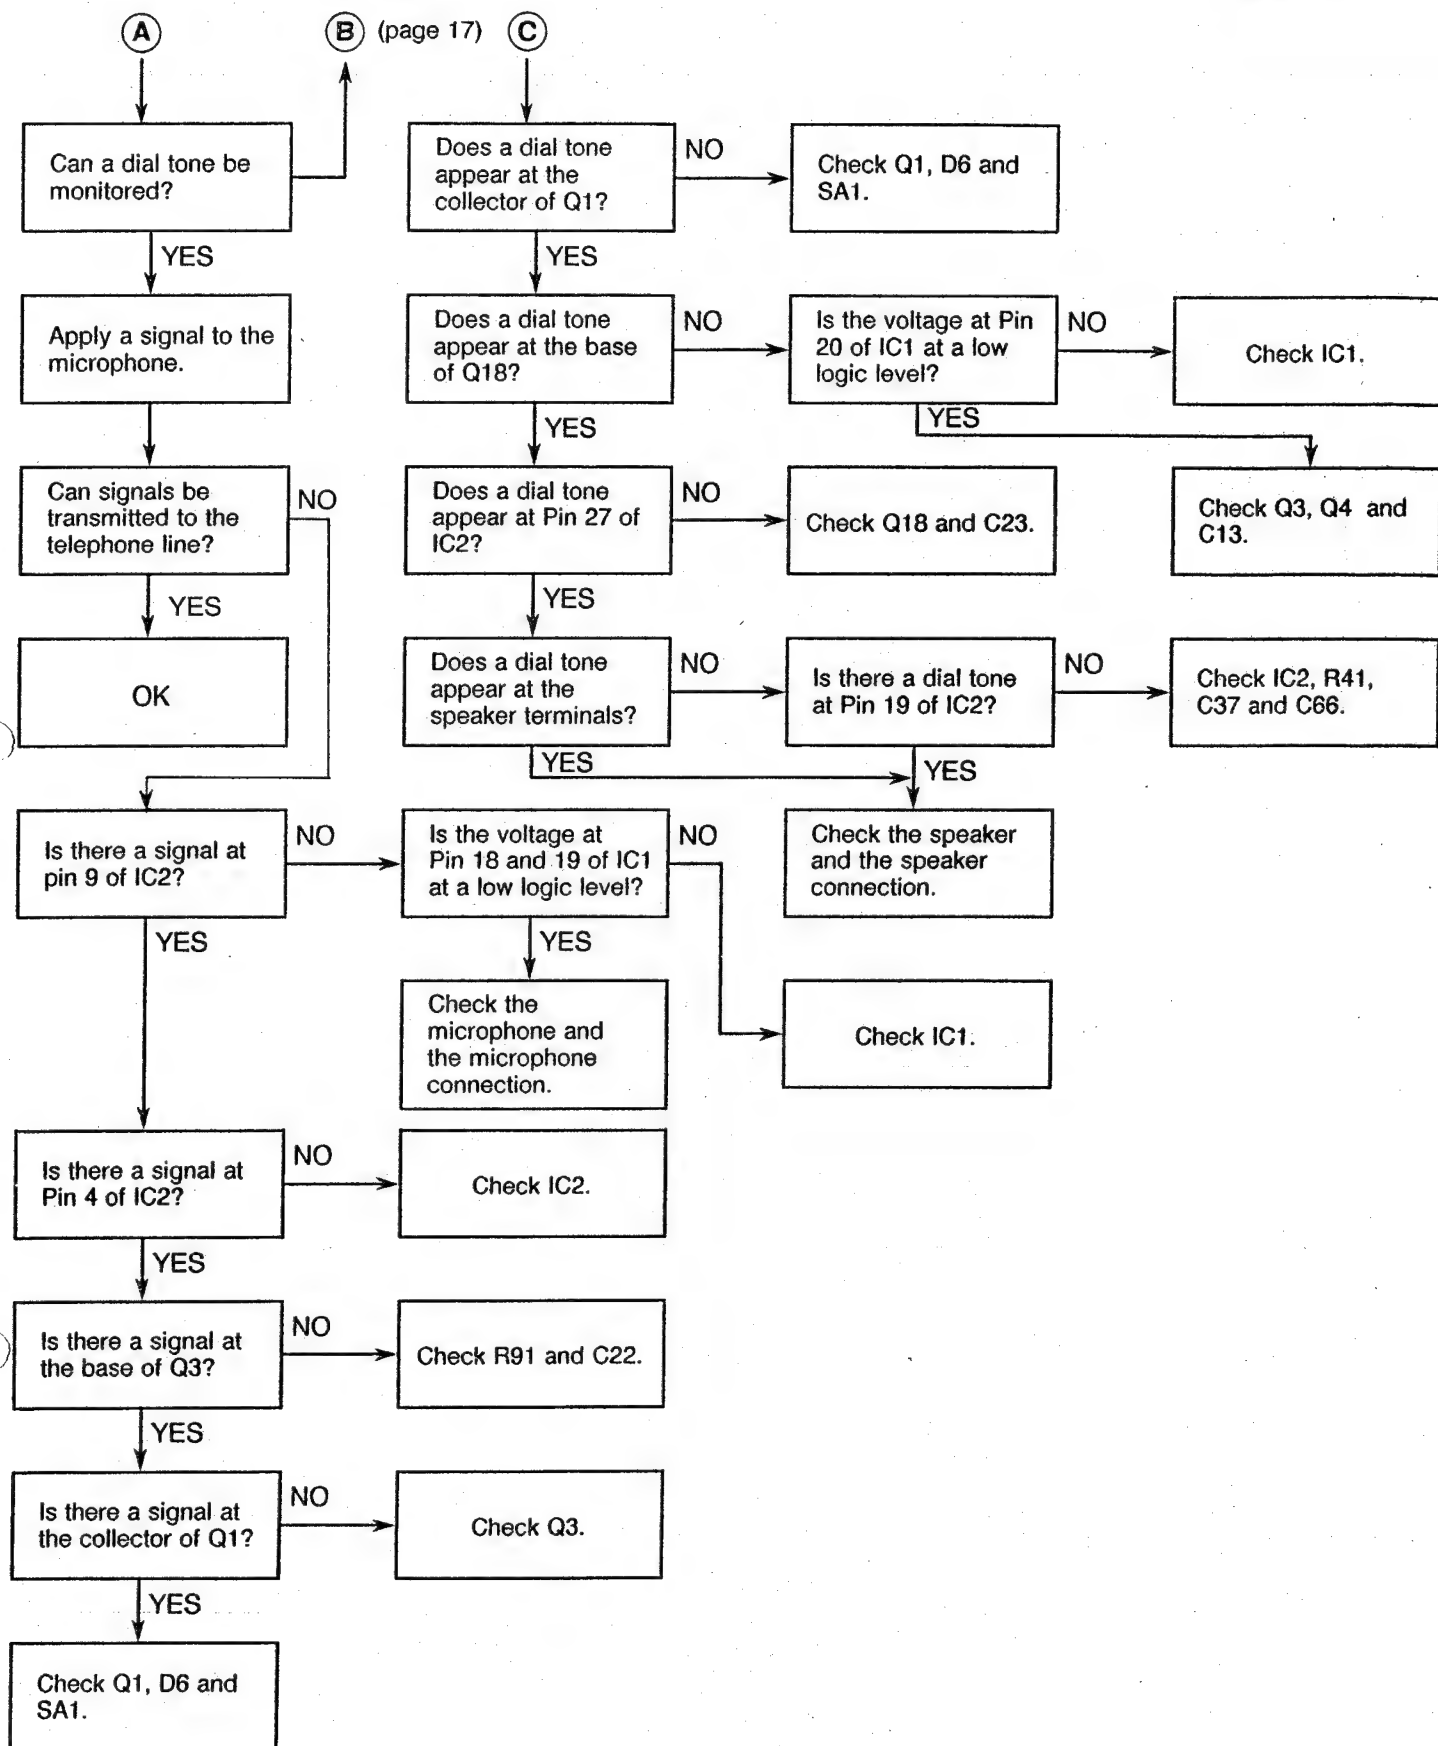 A
B (page 17)
C
Can a dial tone be
monitored?
YES
Apply a signal to the
microphone.
Can signals be
transmitted to the
telephone line?
NO
YES
OK
Is there a signal at
pin 9 of IC2?
NO
Is the voltage at
Pin 18 and 19 of IC1
at a low logic level?
NO
YES
Check the
microphone and
the microphone
connection.
Check IC1.
YES
Is there a signal at
Pin 4 of IC2?
NO
Check IC2.
YES
Is there a signal at
the base of Q3?
NO
Check R91 and C22.
YES
Is there a signal at
the collector of Q1?
NO
Check Q3.
YES
Check Q1, D6 and
SA1.
Does a dial tone
appear at the
collector of Q1?
NO
Check Q1, D6 and
SA1.
YES
Does a dial tone
appear at the base
of Q18?
NO
Is the voltage at Pin
20 of IC1 at a low
logic level?
NO
Check IC1.
YES
Check Q3, Q4 and
C13.
YES
Does a dial tone
appear at Pin 27 of
IC2?
NO
Check Q18 and C23.
YES
Does a dial tone
appear at the
speaker terminals?
NO
Is there a dial tone
at Pin 19 of IC2?
NO
Check IC2, R41,
C37 and C66.
YES
YES
Check the speaker
and the speaker
connection.